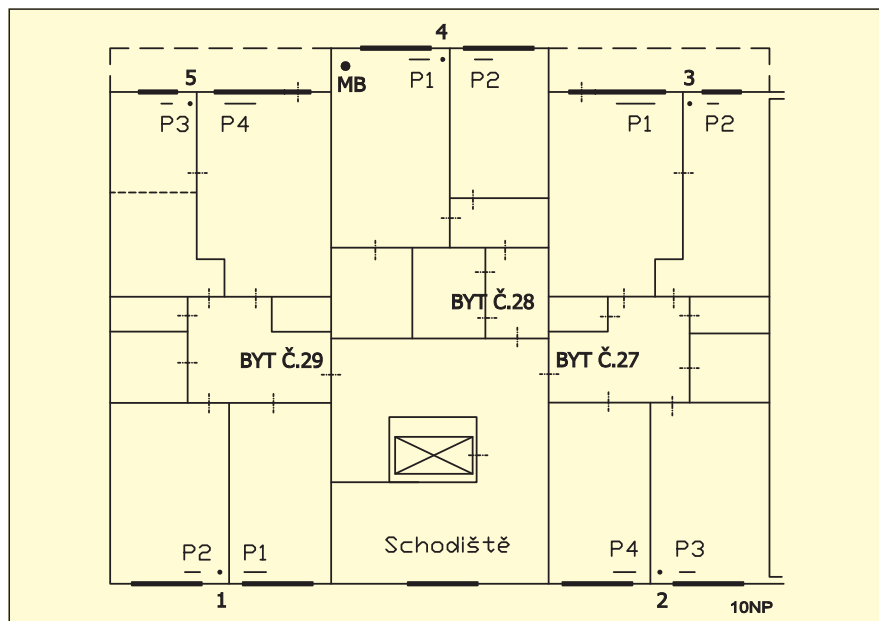 4
5
3
MB
P1
P2
P1
P2
P3
P4
BYT Č.28
BYT Č.29
BYT Č.27
Schodiště
P2
P1
P4
P3
1
2
10NP